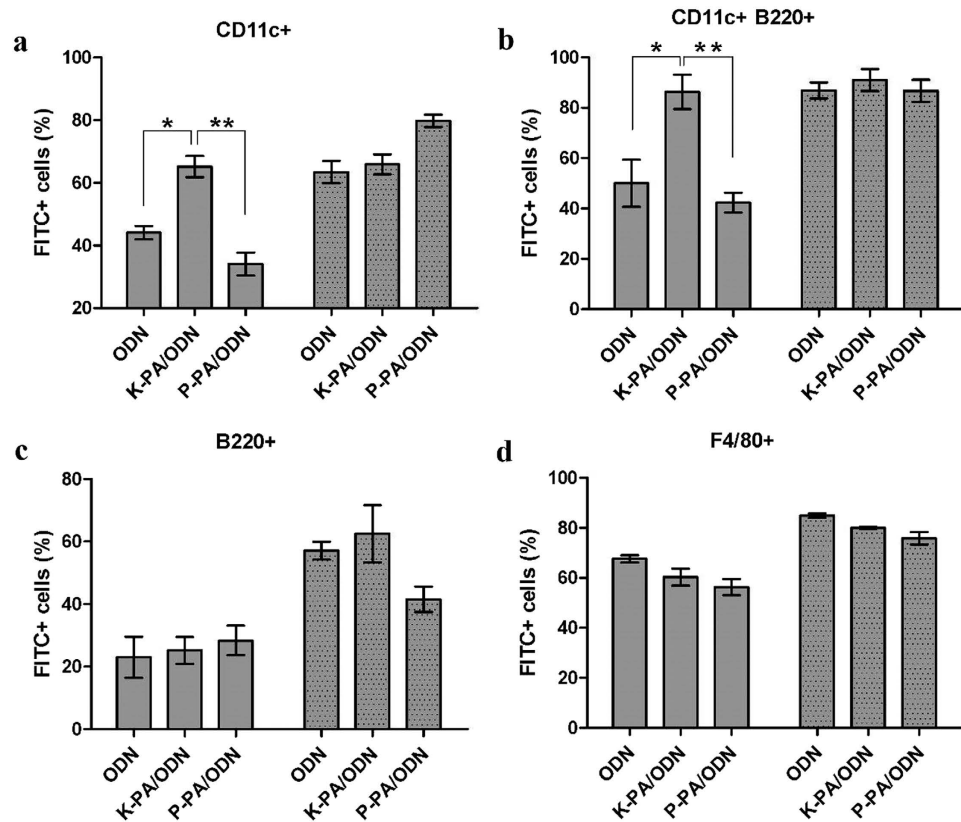 a
CD11c+
FITC+ cells (%)
100
80
60
40
20
* **
ODN
K-PA/ODN
P-PA/ODN
ODN
K-PA/ODN
P-PA/ODN
b
CD11c+ B220+
FITC+ cells (%)
100
80
60
40
20
0
* **
ODN
K-PA/ODN
P-PA/ODN
ODN
K-PA/ODN
P-PA/ODN
c
B220+
FITC+ cells (%)
80
60
40
20
0
ODN
K-PA/ODN
P-PA/ODN
ODN
K-PA/ODN
P-PA/ODN
d
F4/80+
FITC+ cells (%)
100
80
60
40
20
0
ODN
K-PA/ODN
P-PA/ODN
ODN
K-PA/ODN
P-PA/ODN